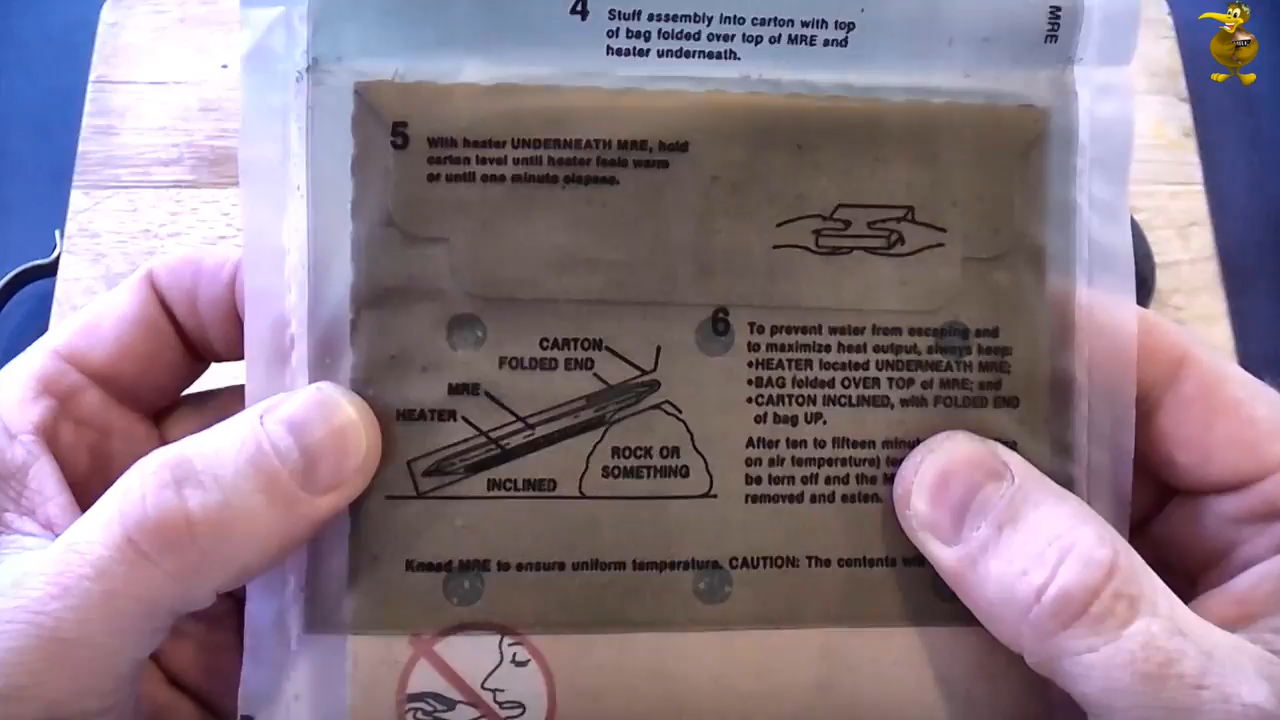 4
Stuff assembly into carton with top
of bag folded over top of MRE and
heater underneath.
MRE
5
With heater UNDERNEATH MRE, hold
carton level until heater feels warm
or until one minute elapses.
CARTON
FOLDED END
MRE
HEATER
ROCK OR
SOMETHING
INCLINED
6
To prevent water from escaping and
to maximize heat output, always keep:
•HEATER located UNDERNEATH MRE;
•BAG folded OVER TOP of MRE; and
•CARTON INCLINED, with FOLDED END
of bag UP.
After ten to fifteen
on air temperature)
be torn off and the
removed and eaten.
Knead MRE to ensure uniform temperature. CAUTION: The contents